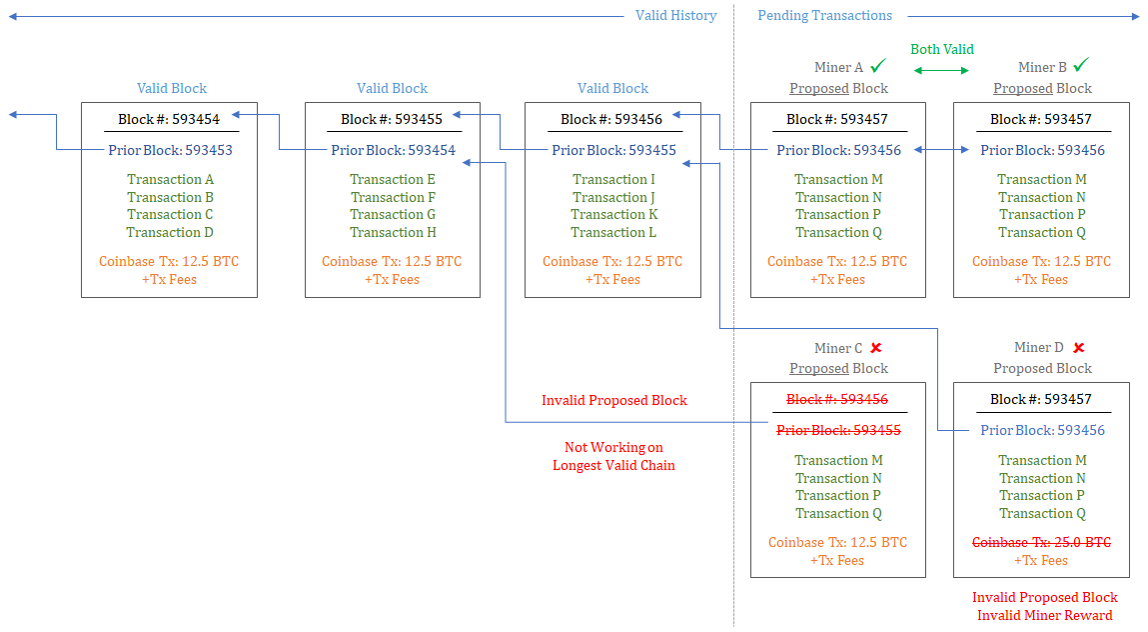 Valid History
Pending Transactions
Both Valid
Valid Block
Block #: 593454
Prior Block: 593453
Transaction A
Transaction B
Transaction C
Transaction D
Coinbase Tx: 12.5 BTC
+Tx Fees
Valid Block
Block #: 593455
Prior Block: 593454
Transaction E
Transaction F
Transaction G
Transaction H
Coinbase Tx: 12.5 BTC
+Tx Fees
Valid Block
Block #: 593456
Prior Block: 593455
Transaction I
Transaction J
Transaction K
Transaction L
Coinbase Tx: 12.5 BTC
+Tx Fees
Miner A
Proposed Block
Block #: 593457
Prior Block: 593456
Transaction M
Transaction N
Transaction P
Transaction Q
Coinbase Tx: 12.5 BTC
+Tx Fees
Miner B
Proposed Block
Block #: 593457
Prior Block: 593456
Transaction M
Transaction N
Transaction P
Transaction Q
Coinbase Tx: 12.5 BTC
+Tx Fees
Invalid Proposed Block
Not Working on
Longest Valid Chain
Miner C
Proposed Block
Block #: 593456
Prior Block: 593455
Transaction M
Transaction N
Transaction P
Transaction Q
Coinbase Tx: 12.5 BTC
+Tx Fees
Miner D
Proposed Block
Block #: 593457
Prior Block: 593456
Transaction M
Transaction N
Transaction P
Transaction Q
Coinbase Tx: 25.0 BTC
+Tx Fees
Invalid Proposed Block
Invalid Miner Reward